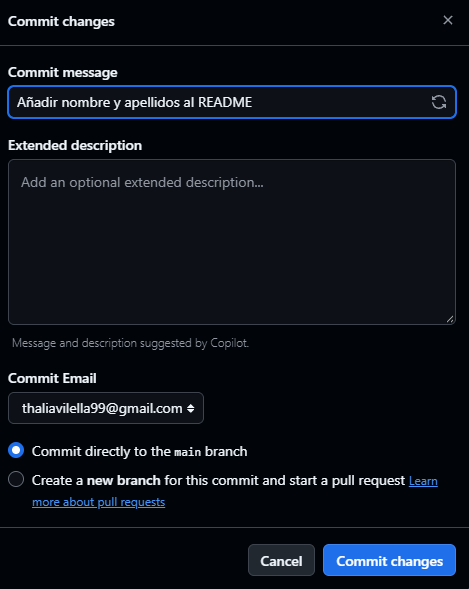 Commit changes
Commit message
Añadir nombre y apellidos al README
Extended description
Add an optional extended description...
Message and description suggested by Copilot.
Commit Email
thaliavilella99@gmail.com
Commit directly to the main branch
Create a new branch for this commit and start a pull request Learn
more about pull requests
Cancel
Commit changes